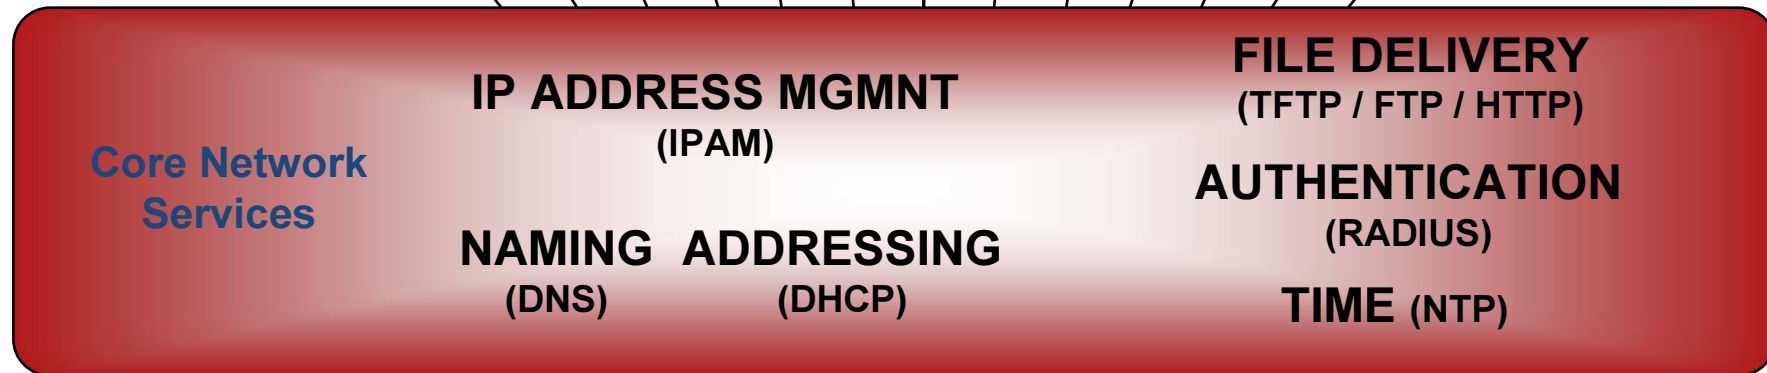 Core Network
Services
IP ADDRESS MGMNT
(IPAM)
NAMING ADDRESSING
(DNS) (DHCP)
FILE DELIVERY
(TFTP / FTP / HTTP)
AUTHENTICATION
(RADIUS)
TIME (NTP)